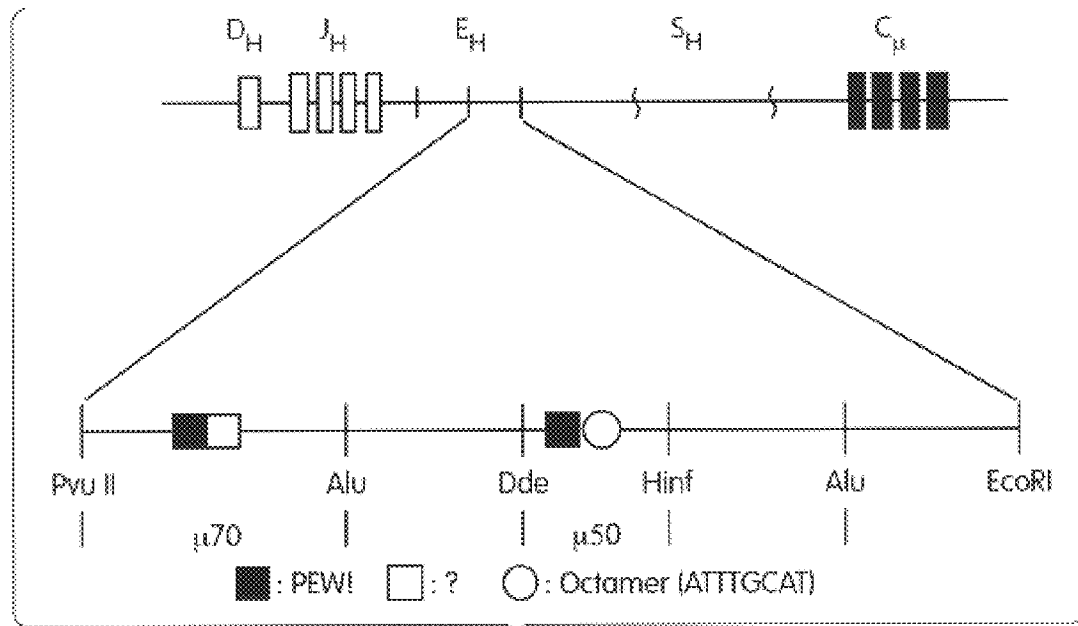 D_H J_H E_H S_H C_μ
Pvu II Alu Dde Hinf Alu EcoRI
μ70 μ50
: PEW! : ? : Octamer (ATTTGCAT)